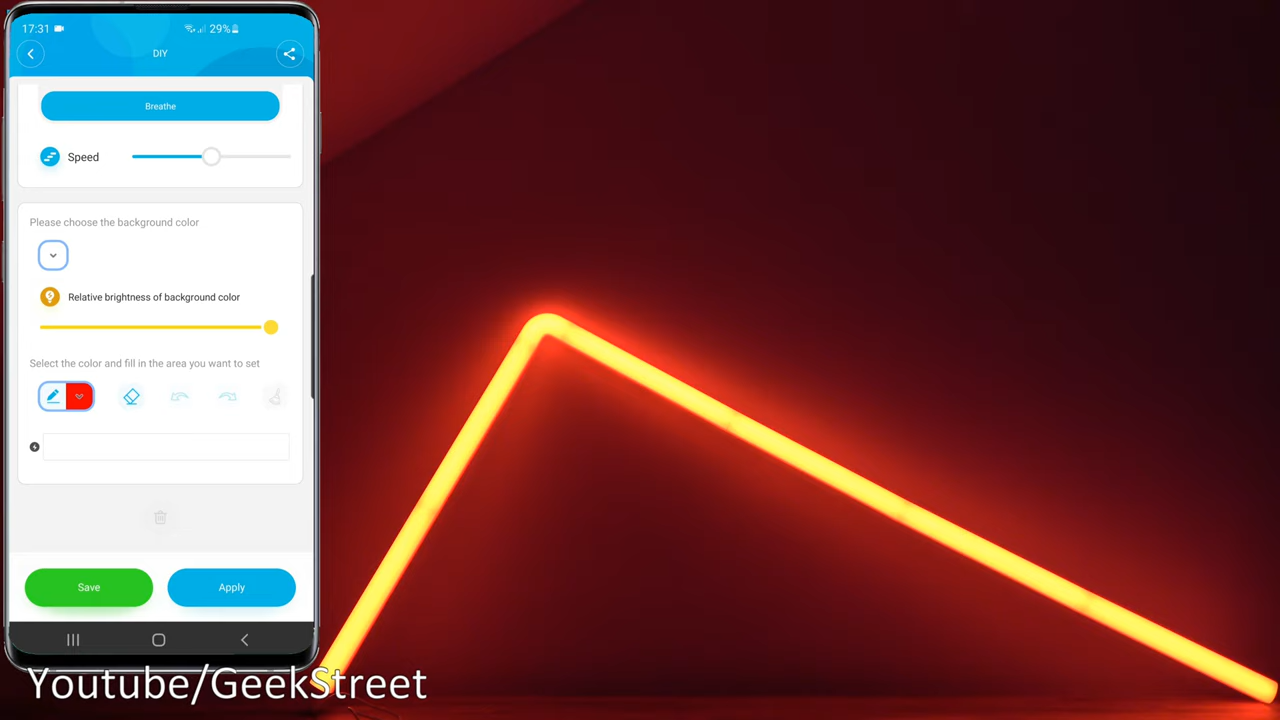 17:31 29%
DIY
Breathe
Speed
Please choose the background color
Relative brightness of background color
Select the color and fill in the area you want to set
Save Apply
Youtube/GeekStreet